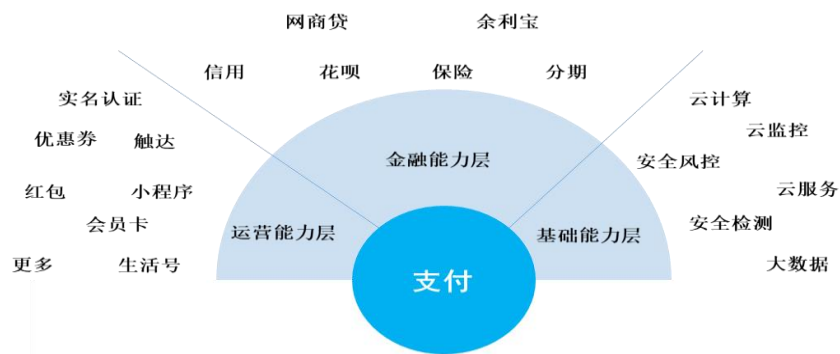 网商贷
余利宝
信用
花呗
保险
分期
实名认证
优惠券
触达
红包
小程序
会员卡
更多
生活号
云计算
云监控
安全风控
云服务
安全检测
大数据
金融能力层
运营能力层
基础能力层
支付